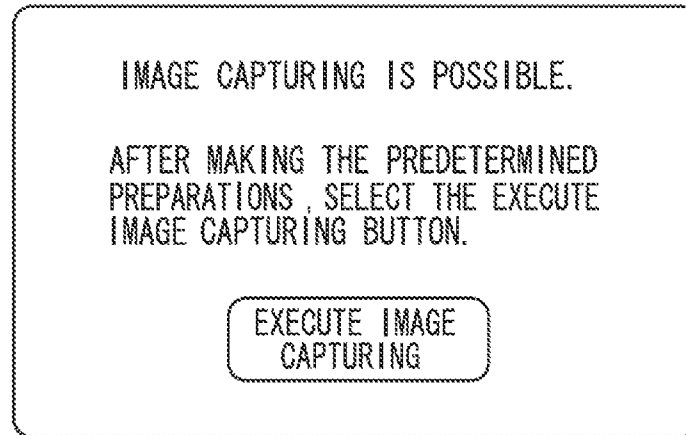 IMAGE CAPTURING IS POSSIBLE.
AFTER MAKING THE PREDETERMINED
PREPARATIONS , SELECT THE EXECUTE
IMAGE CAPTURING BUTTON.
EXECUTE IMAGE
CAPTURING